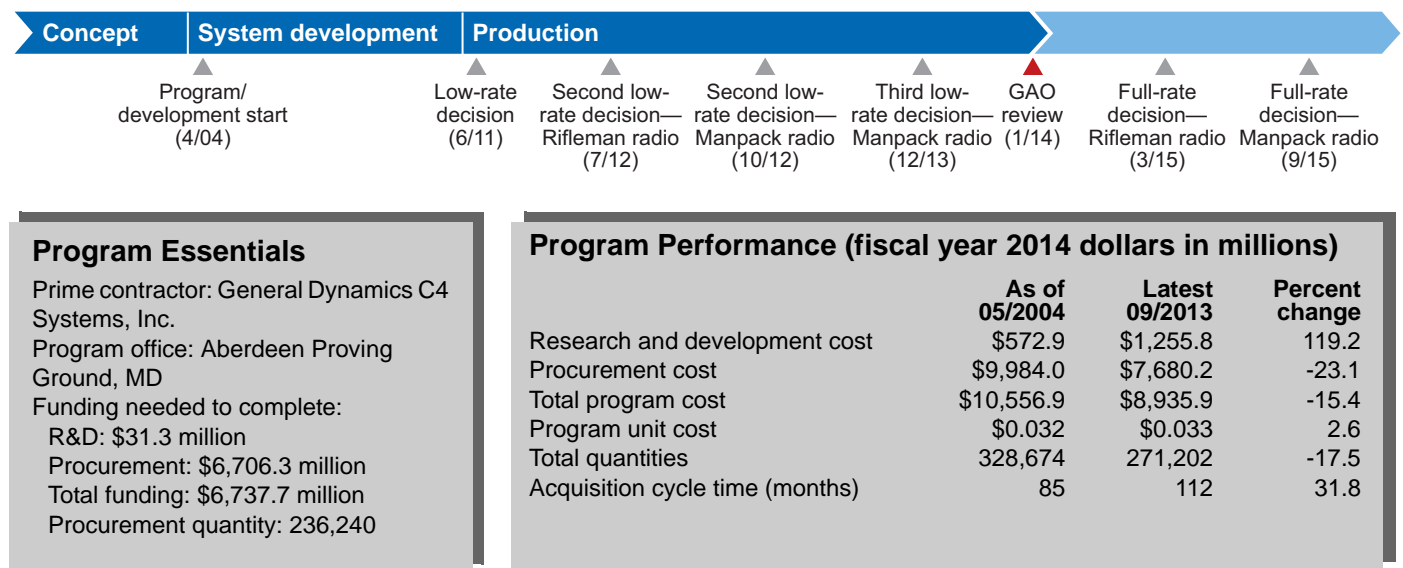 Concept
System development
Production
Program/
development start
(4/04)
Low-rate
decision
(6/11)
Second low-
rate decision—
Rifleman radio
(7/12)
Second low-
rate decision—
Manpack radio
(10/12)
Third low-
rate decision—
Manpack radio
(12/13)
GAO
review
(1/14)
Full-rate
decision—
Rifleman radio
(3/15)
Full-rate
decision—
Manpack radio
(9/15)
Program Essentials
Prime contractor: General Dynamics C4
Systems, Inc.
Program office: Aberdeen Proving
Ground, MD
Funding needed to complete:
R&D: $31.3 million
Procurement: $6,706.3 million
Total funding: $6,737.7 million
Procurement quantity: 236,240
Program Performance (fiscal year 2014 dollars in millions)
As of Latest Percent
05/2004 09/2013 change
Research and development cost $572.9 $1,255.8 119.2
Procurement cost $9,984.0 $7,680.2 -23.1
Total program cost $10,556.9 $8,935.9 -15.4
Program unit cost $0.032 $0.033 2.6
Total quantities 328,674 271,202 -17.5
Acquisition cycle time (months) 85 112 31.8